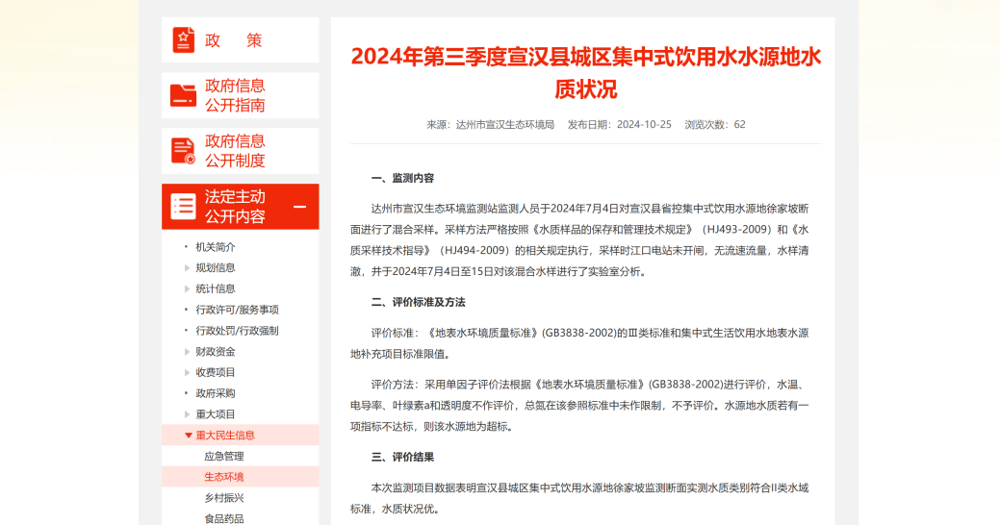 政 策
政府信息
公开指南
政府信息
公开制度
法定主动
公开内容
机关简介
规划信息
统计信息
行政许可/服务事项
行政处罚/行政强制
财政资金
收费项目
政府采购
重大项目
重大民生信息
应急管理
生态环境
乡村振兴
食品药品
2024年第三季度宣汉县城区集中式饮用水水源地水
质状况
来源：达州市宣汉生态环境局 发布日期：2024-10-25 浏览次数：62
一、监测内容
达州市宣汉生态环境监测站监测人员于2024年7月4日对宣汉县省控集中式饮用水源地徐家坡断
面进行了混合采样。采样方法严格按照《水质样品的保存和管理技术规定》（HJ493-2009）和《水
质采样技术指导》（HJ494-2009）的相关规定执行，采样时江口电站未开闸，无流速流量，水样清
澈，并于2024年7月4日至15日对该混合水样进行了实验室分析。
二、评价标准及方法
评价标准：《地表水环境质量标准》(GB3838-2002)的Ⅲ类标准和集中式生活饮用水地表水源
地补充项目标准限值。
评价方法：采用单因子评价法根据《地表水环境质量标准》(GB3838-2002)进行评价，水温、
电导率、叶绿素a和透明度不作评价，总氮在该参照标准中未作限制，不予评价。水源地水质若有一
项指标不达标，则该水源地为超标。
三、评价结果
本次监测项目数据表明宣汉县城区集中式饮用水源地徐家坡监测断面实测水质类别符合II类水域
标准，水质状况优。